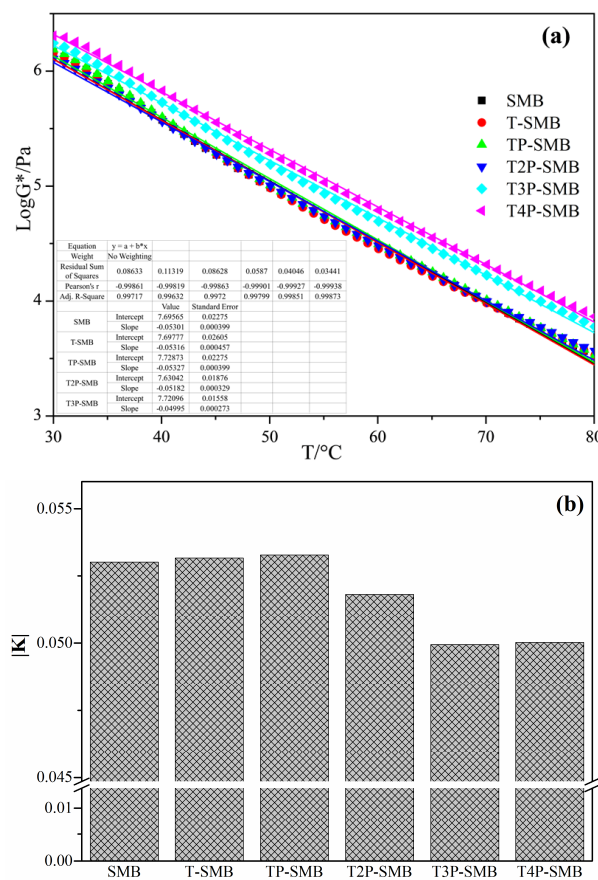 (a)
LogG*/Pa
6
5
4
3
SMB
T-SMB
TP-SMB
T2P-SMB
T3P-SMB
T4P-SMB
Equation y = a + b*x
Weight No Weighting
Residual Sum of Squares 0.08633 0.11319 0.08628 0.0587 0.04046 0.03441
Pearson's r -0.99861 -0.99819 -0.99863 -0.99901 -0.99927 -0.99938
Adj. R-Square 0.99717 0.99632 0.9972 0.99799 0.99851 0.99873
Value Standard Error
SMB Intercept 7.69565 0.02275
Slope -0.05301 0.000399
T-SMB Intercept 7.69777 0.02605
Slope -0.05316 0.000457
TP-SMB Intercept 7.72873 0.02275
Slope -0.05327 0.000399
T2P-SMB Intercept 7.63042 0.01876
Slope -0.05182 0.000329
T3P-SMB Intercept 7.72096 0.01558
Slope -0.04995 0.000273
30 40 50 60 70 80
T/°C
(b)
|K|
0.055
0.050
0.045
0.01
0.00
SMB T-SMB TP-SMB T2P-SMB T3P-SMB T4P-SMB